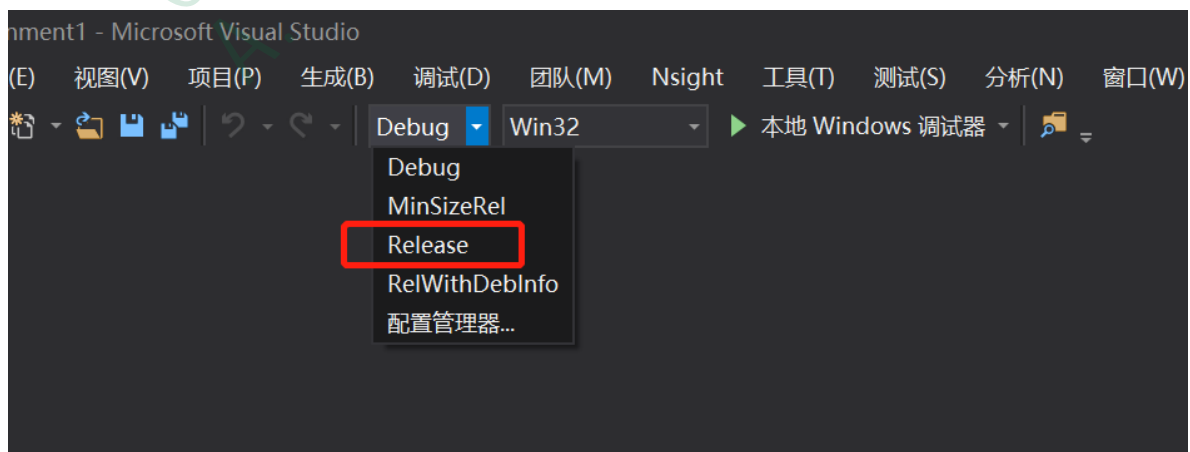 nment1 - Microsoft Visual Studio
(E) 视图(V) 项目(P) 生成(B) 调试(D) 团队(M) Nsight 工具(T) 测试(S) 分析(N) 窗口(W)
Debug Win32 本地 Windows 调试器
Debug
MinSizeRel
Release
RelWithDebInfo
配置管理器...